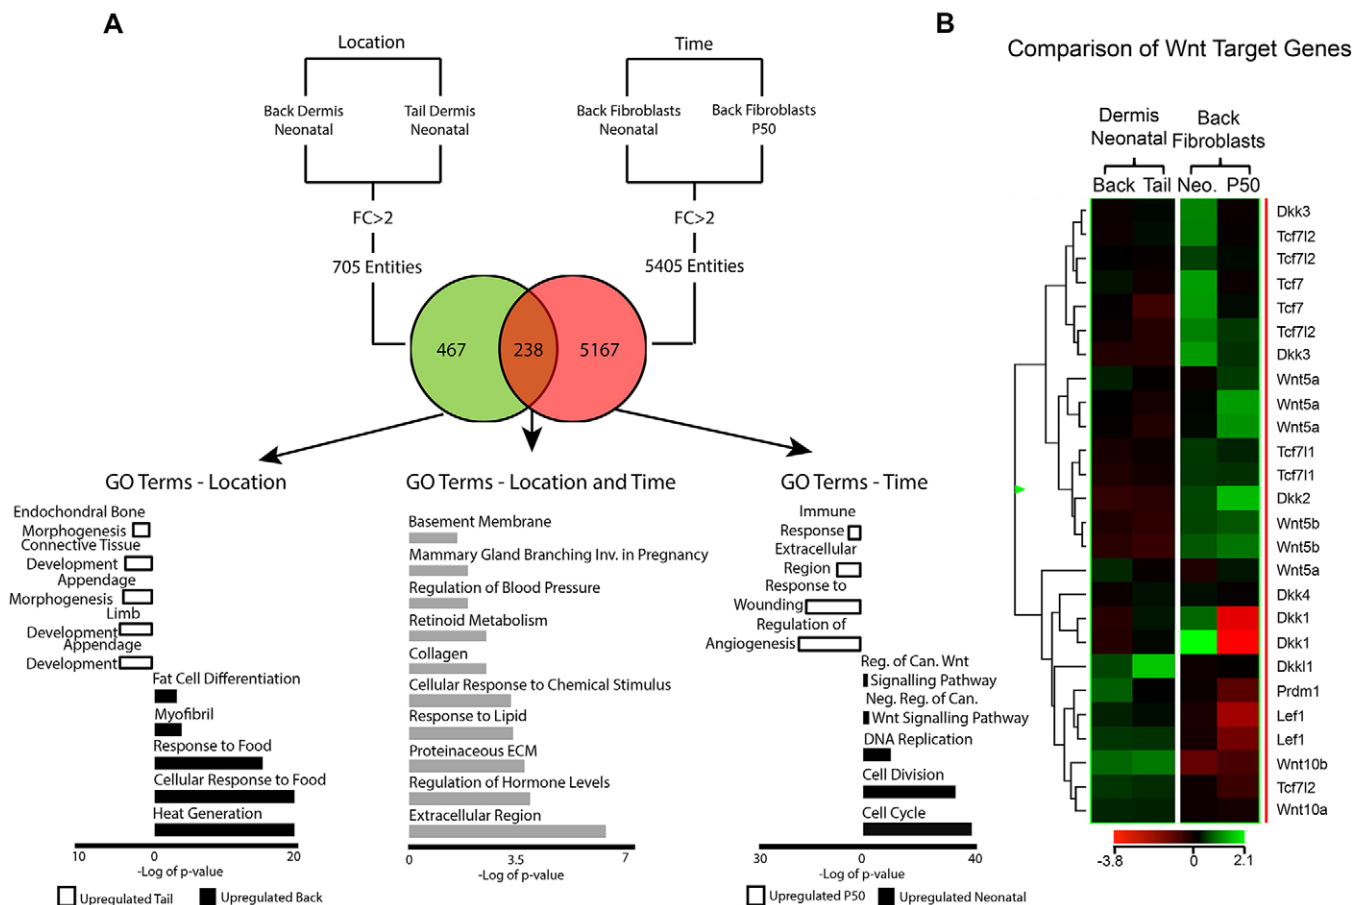 A
Location
Time
Back Dermis
Neonatal
Tail Dermis
Neonatal
Back Fibroblasts
Neonatal
Back Fibroblasts
P50
FC>2
FC>2
705 Entities
5405 Entities
467
238
5167
GO Terms - Location
Endochondral Bone
Morphogenesis
Connective Tissue
Development
Appendage
Morphogenesis
Limb
Development
Appendage
Development
Fat Cell Differentiation
Myofibril
Response to Food
Cellular Response to Food
Heat Generation
10 0 20
-Log of p-value
Upregulated Tail
Upregulated Back
GO Terms - Location and Time
Basement Membrane
Mammary Gland Branching Inv. in Pregnancy
Regulation of Blood Pressure
Retinoid Metabolism
Collagen
Cellular Response to Chemical Stimulus
Response to Lipid
Proteinaceous ECM
Regulation of Hormone Levels
Extracellular Region
0 3.5 7
-Log of p-value
GO Terms - Time
Immune
Response
Extracellular
Region
Response to
Wounding
Regulation of
Angiogenesis
Reg. of Can. Wnt
Signalling Pathway
Neg. Reg. of Can.
Wnt Signalling Pathway
DNA Replication
Cell Division
Cell Cycle
30 0 40
-Log of p-value
Upregulated P50
Upregulated Neonatal
B
Comparison of Wnt Target Genes
Dermis
Neonatal
Back
Fibroblasts
Back Tail Neo. P50
Dkk3
Tcf7l2
Tcf7l2
Tcf7
Tcf7
Tcf7l2
Dkk3
Wnt5a
Wnt5a
Wnt5a
Tcf7l1
Tcf7l1
Dkk2
Wnt5b
Wnt5b
Wnt5a
Dkk4
Dkk1
Dkk1
Dkkl1
Prdm1
Lef1
Lef1
Wnt10b
Tcf7l2
Wnt10a
-3.8 0 2.1